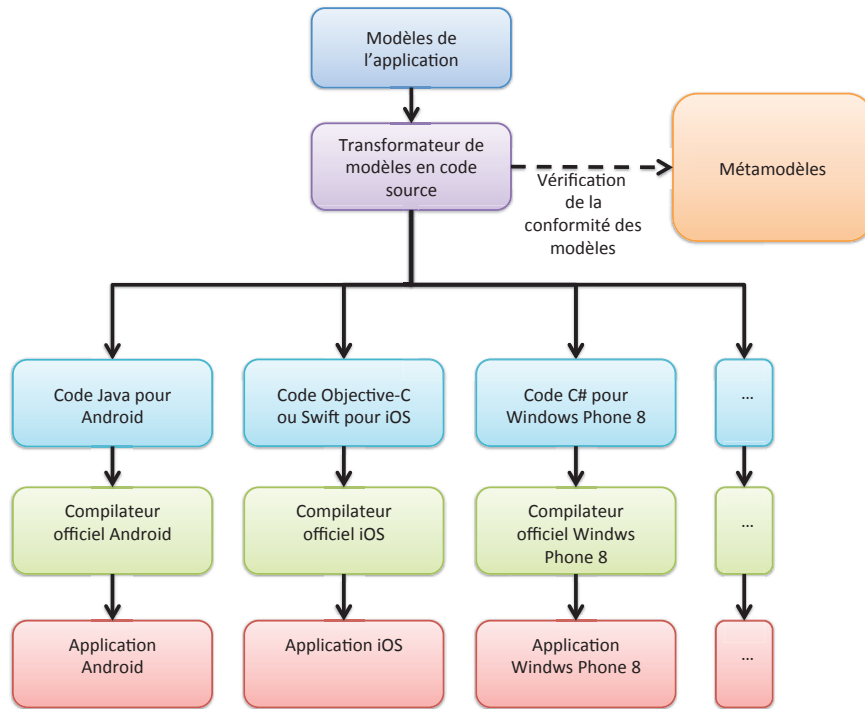 Modèles de
l'application
Transformateur de
modèles en code
source
Vérification
de la
conformité des
modèles
Métamodèles
Code Java pour
Android
Code Objective-C
ou Swift pour iOS
Code C# pour
Windows Phone 8
...
Compilateur
officiel Android
Compilateur
officiel iOS
Compilateur
officiel Windws
Phone 8
...
Application
Android
Application iOS
Application
Windws Phone 8
...